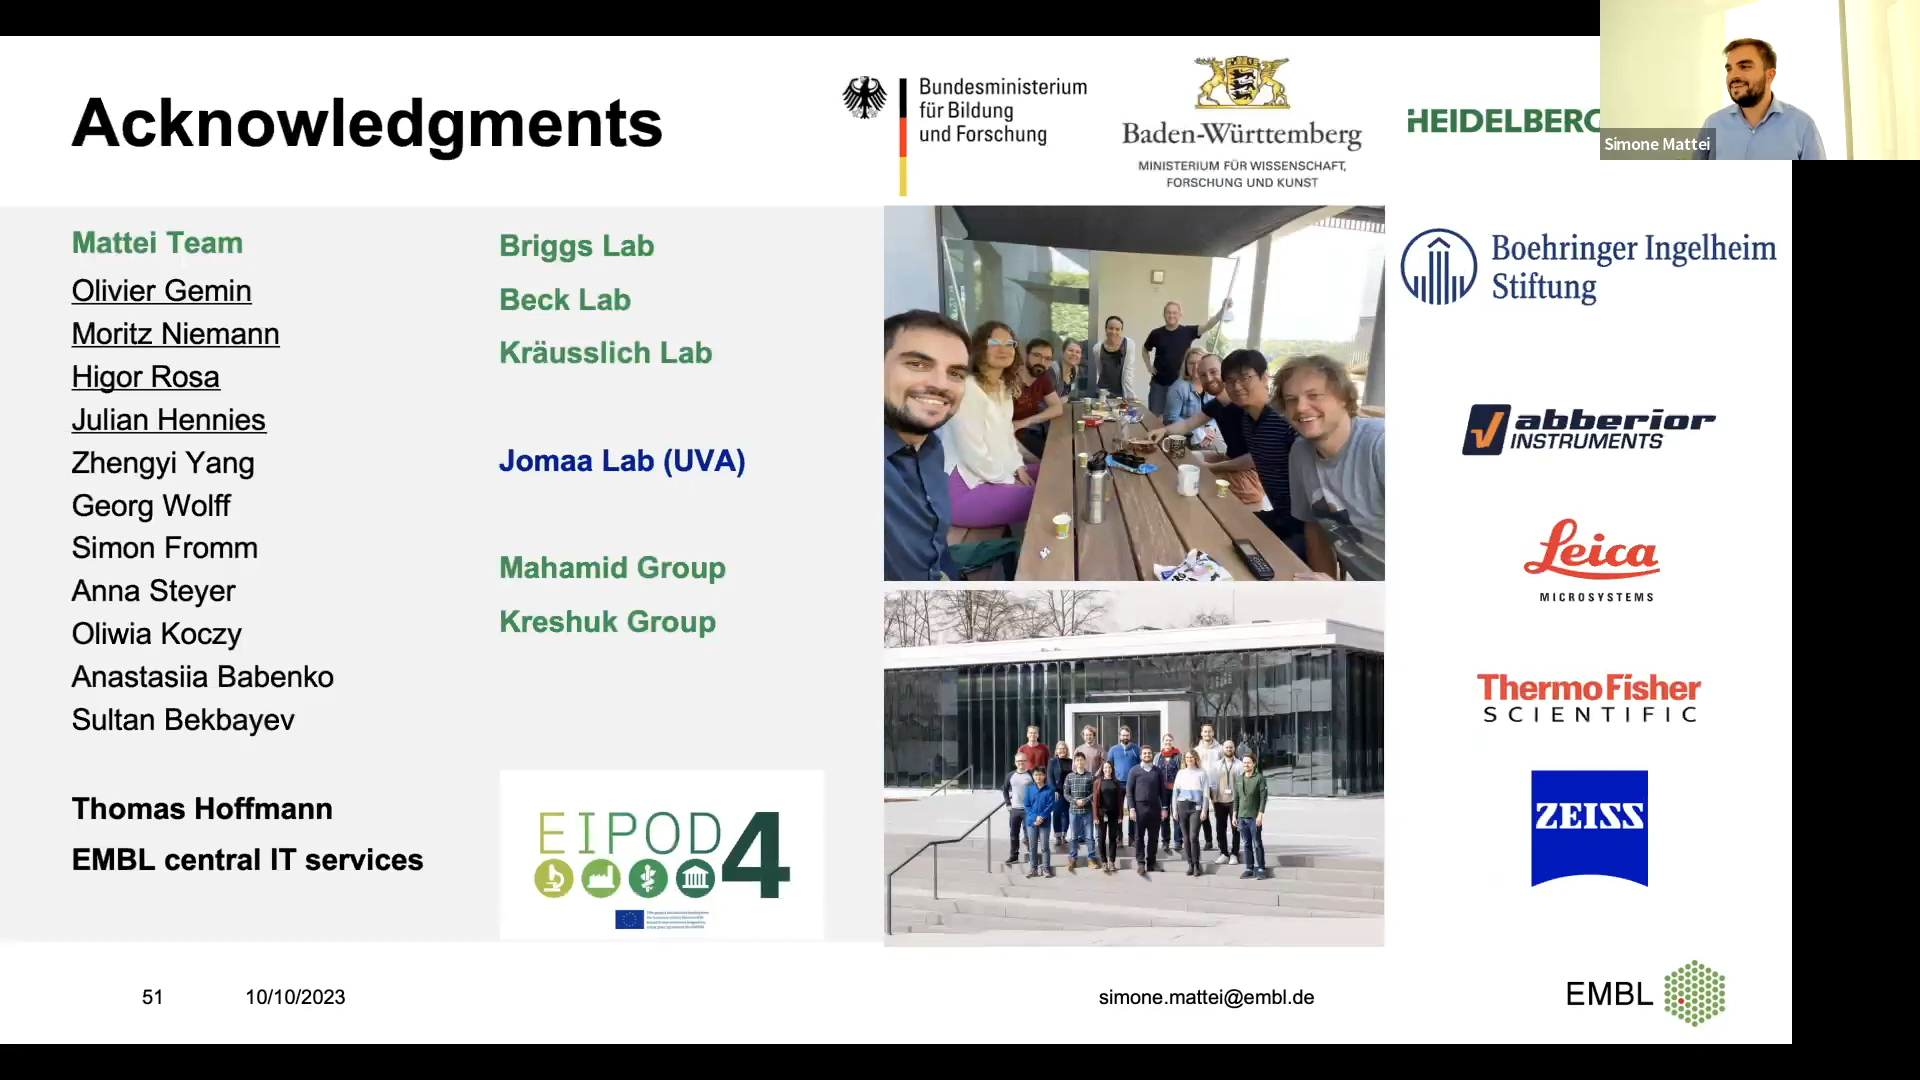 Acknowledgments
Bundesministerium
für Bildung
und Forschung
Baden-Württemberg
MINISTERIUM FÜR WISSENSCHAFT,
FORSCHUNG UND KUNST
HEIDELBERG
Simone Mattei
Mattei Team
Olivier Gemin
Moritz Niemann
Higor Rosa
Julian Hennies
Zhengyi Yang
Georg Wolff
Simon Fromm
Anna Steyer
Oliwia Koczy
Anastasiia Babenko
Sultan Bekbayev
Thomas Hoffmann
EMBL central IT services
Briggs Lab
Beck Lab
Kräusslich Lab
Jomaa Lab (UVA)
Mahamid Group
Kreshuk Group
EIPOD4
Boehringer Ingelheim
Stiftung
abberior
INSTRUMENTS
Leica
MICROSYSTEMS
ThermoFisher
SCIENTIFIC
ZEISS
51
10/10/2023
simone.mattei@embl.de
EMBL